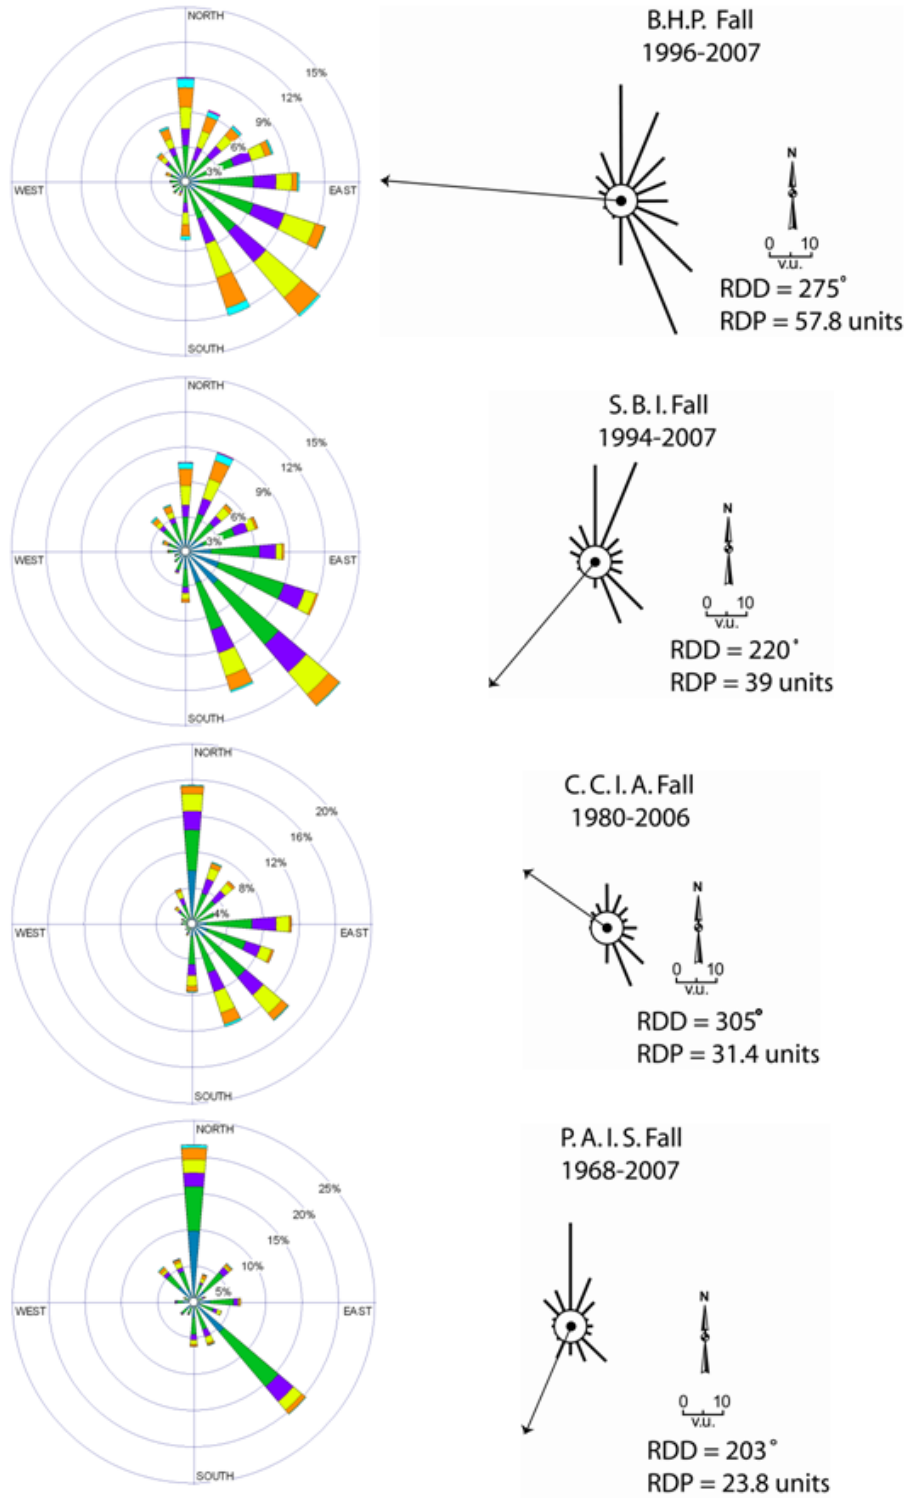 NORTH
15%
12%
9%
6%
3%
WEST
EAST
SOUTH
B.H.P. Fall
1996-2007
N
0 10
v.u.
RDD = 275°
RDP = 57.8 units
NORTH
15%
12%
9%
6%
3%
WEST
EAST
SOUTH
S.B.I. Fall
1994-2007
N
0 10
v.u.
RDD = 220°
RDP = 39 units
NORTH
20%
16%
12%
8%
4%
WEST
EAST
SOUTH
C.C.I.A. Fall
1980-2006
N
0 10
v.u.
RDD = 305°
RDP = 31.4 units
NORTH
25%
20%
15%
10%
5%
WEST
EAST
SOUTH
P.A.I.S. Fall
1968-2007
N
0 10
v.u.
RDD = 203°
RDP = 23.8 units